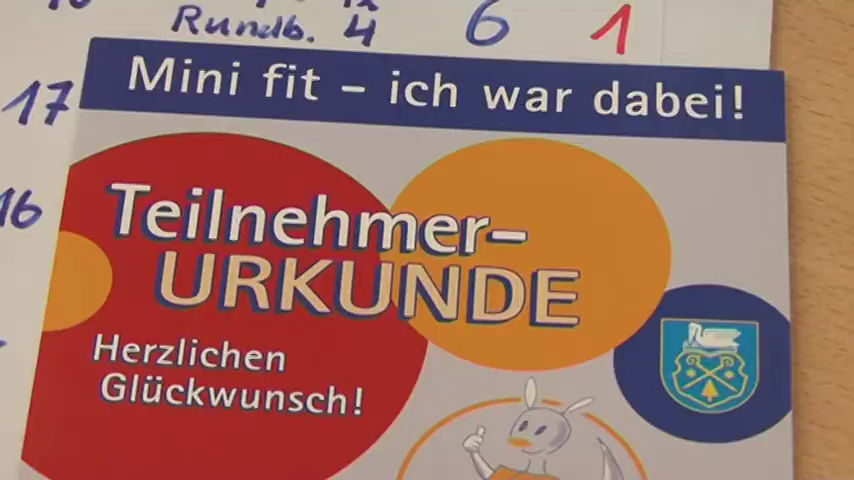 Rundb. 4 6 1
Mini fit – ich war dabei!
17
16
Teilnehmer-
URKUNDE
Herzlichen
Glückwunsch!